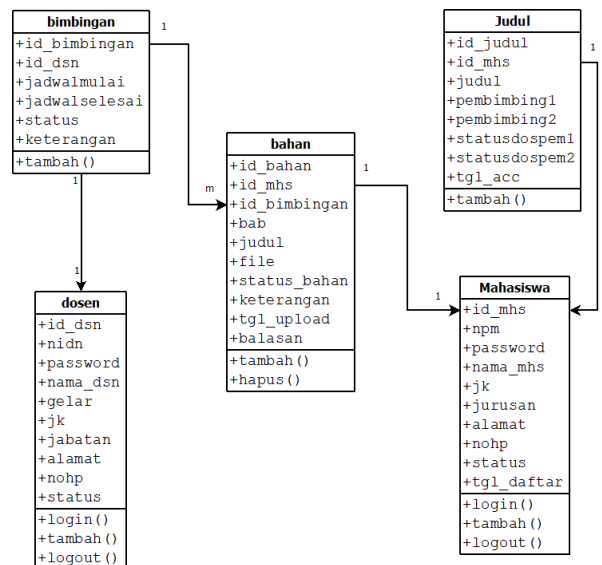 bimbingan
+id_bimbingan
+id_dsn
+jadwalmulai
+jadwalselesai
+status
+keterangan
+tambah()
1
1
1
m
dosen
+id_dsn
+nidn
+password
+nama_dsn
+gelar
+jk
+jabatan
+alamat
+nohp
+status
+login()
+tambah()
+logout()
bahan
+id_bahan
+id_mhs
+id_bimbingan
+bab
+judul
+file
+status_bahan
+keterangan
+tgl_upload
+balasan
+tambah()
+hapus()
1
1
Judul
+id_judul
+id_mhs
+judul
+pembimbing1
+pembimbing2
+statusdospem1
+statusdospem2
+tgl_acc
+tambah()
1
1
Mahasiswa
+id_mhs
+npm
+password
+nama_mhs
+jk
+jurusan
+alamat
+nohp
+status
+tgl_daftar
+login()
+tambah()
+logout()